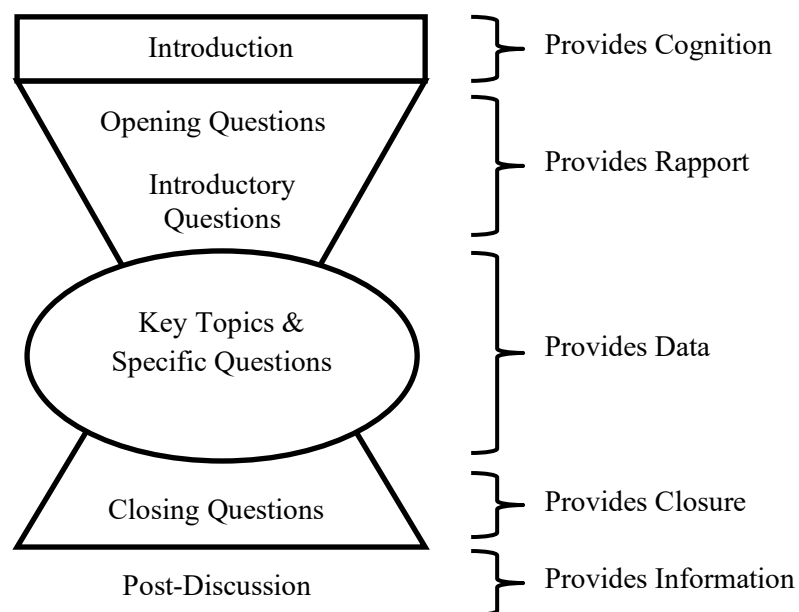 Introduction
Provides Cognition
Opening Questions
Introductory
Questions
Provides Rapport
Key Topics &
Specific Questions
Provides Data
Closing Questions
Provides Closure
Post-Discussion
Provides Information